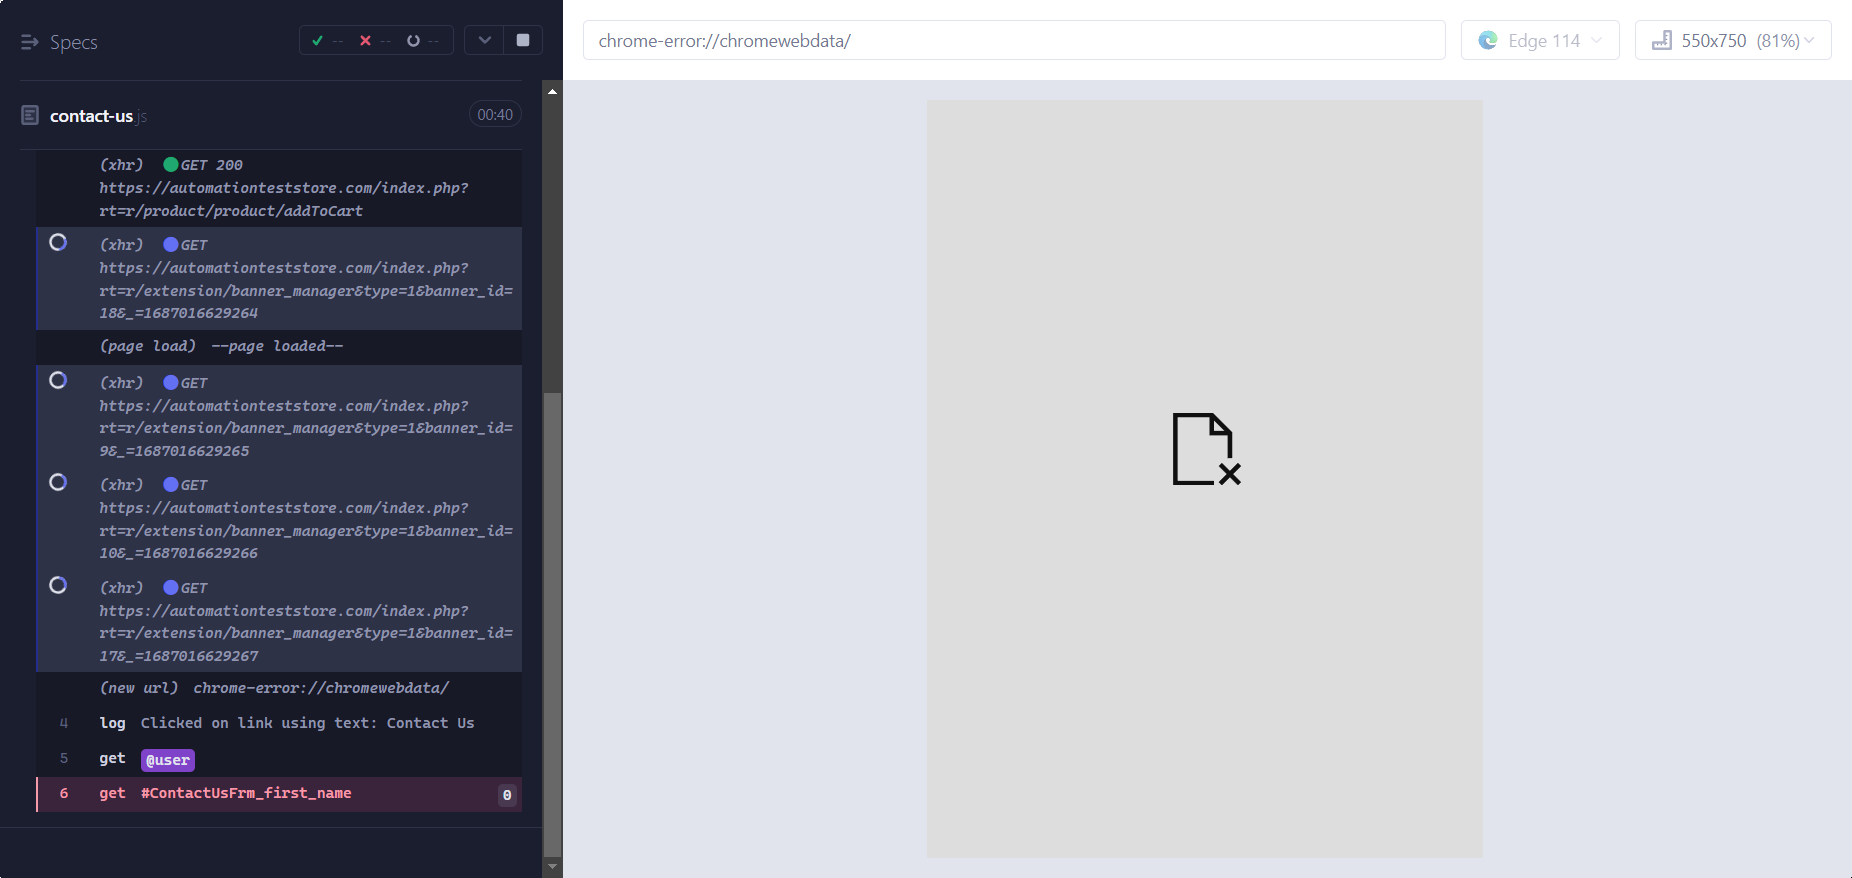 Specs
-- -- --
chrome-error://chromewebdata/
Edge 114
550x750 (81%)
contact-us.js
00:40
(xhr) GET 200
https://automationteststore.com/index.php?
rt=r/product/product/addToCart
(xhr) GET
https://automationteststore.com/index.php?
rt=r/extension/banner_manager&type=1&banner_id=
18&_=1687016629264
(page load) --page loaded--
(xhr) GET
https://automationteststore.com/index.php?
rt=r/extension/banner_manager&type=1&banner_id=
9&_=1687016629265
(xhr) GET
https://automationteststore.com/index.php?
rt=r/extension/banner_manager&type=1&banner_id=
10&_=1687016629266
(xhr) GET
https://automationteststore.com/index.php?
rt=r/extension/banner_manager&type=1&banner_id=
17&_=1687016629267
(new url) chrome-error://chromewebdata/
4 log Clicked on link using text: Contact Us
5 get @user
6 get #ContactUsFrm_first_name 0